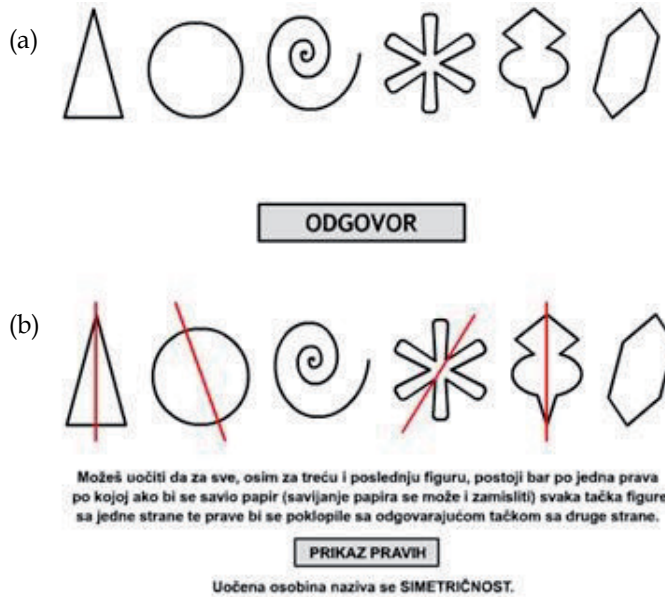 (a)
ODGOVOR
(b)
Možeš uočiti da za sve, osim za treću i poslednju figuru, postoji bar po jedna prava
po kojoj ako bi se savio papir (savijanje papira se može i zamisliti) svaka tačka figure
sa jedne strane te prave bi se poklopile sa odgovarajućom tačkom sa druge strane.
PRIKAZ PRAVIH
Uočena osobina naziva se SIMETRIČNOST.